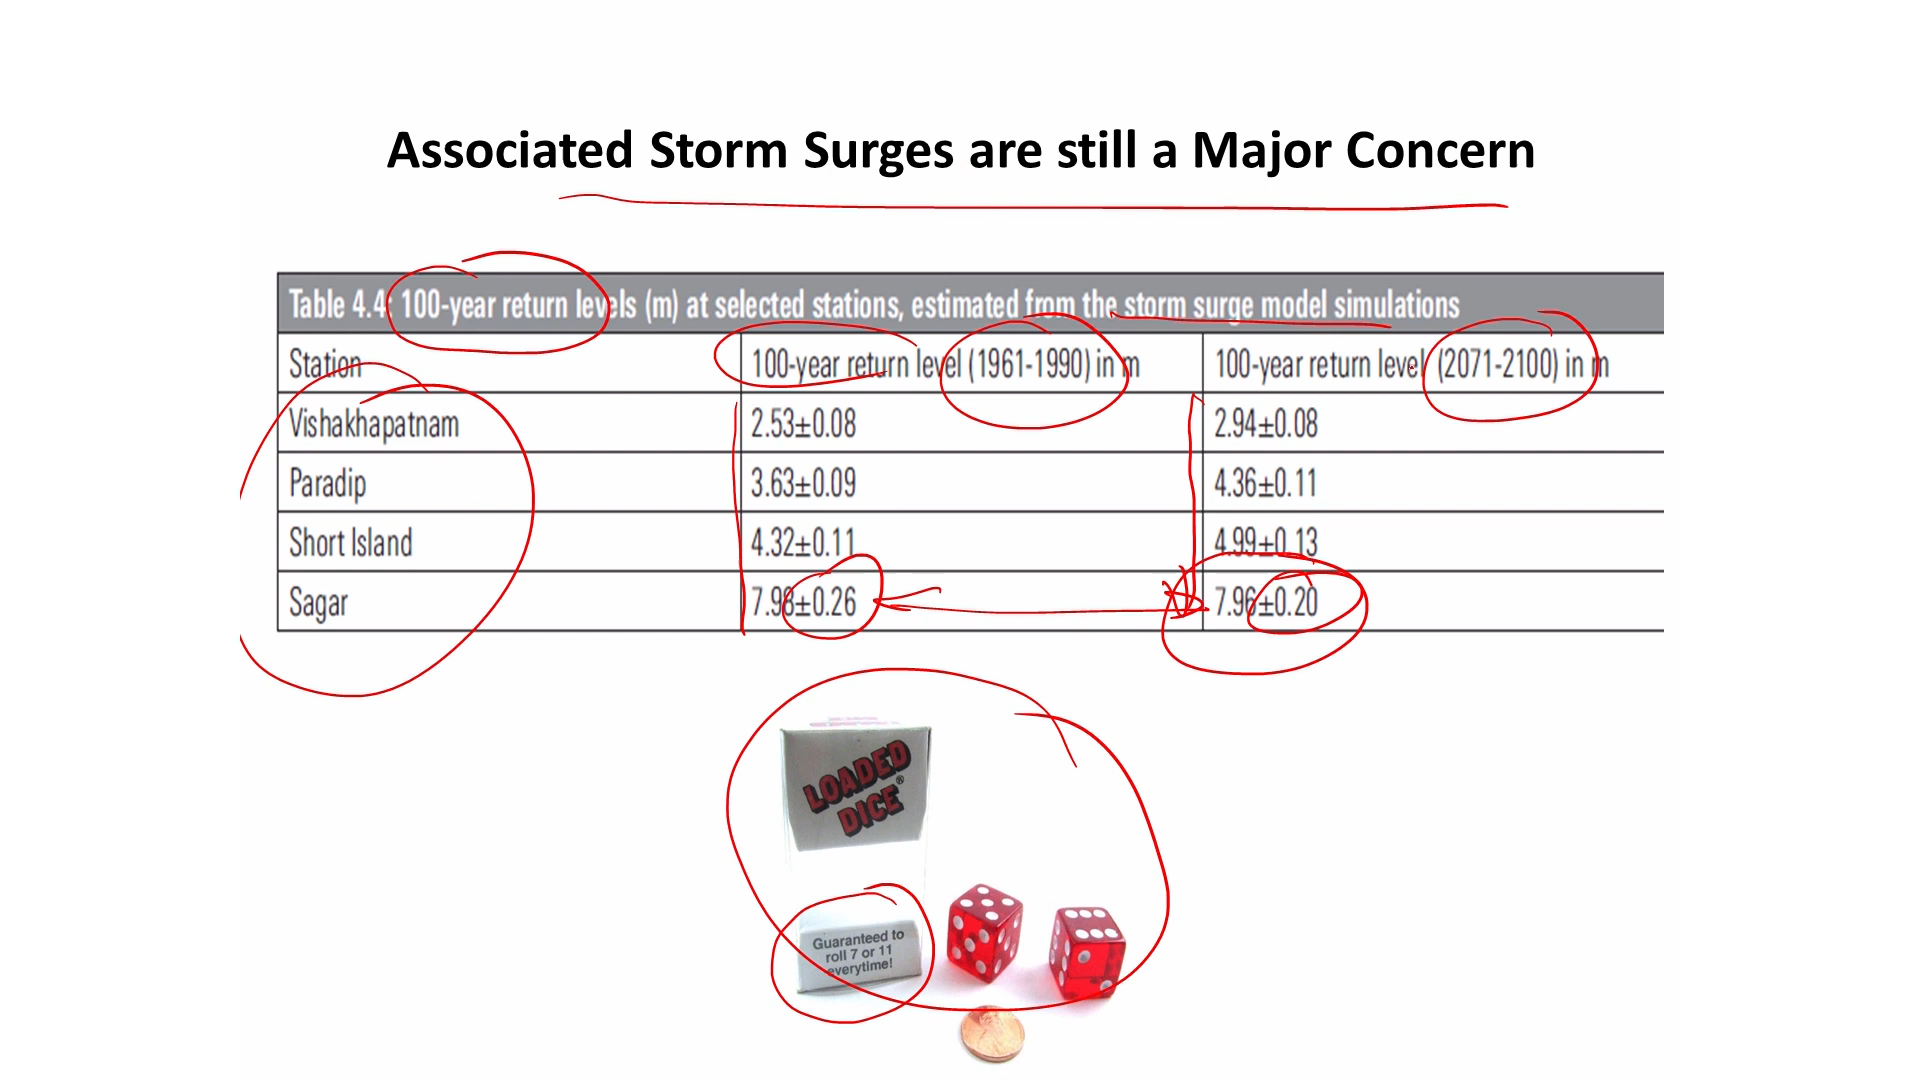 Associated Storm Surges are still a Major Concern
Table 4.4: 100-year return levels (m) at selected stations, estimated from the storm surge model simulations
Station 100-year return level (1961-1990) in m 100-year return level (2071-2100) in m
Vishakhapatnam 2.53±0.08 2.94±0.08
Paradip 3.63±0.09 4.36±0.11
Short Island 4.32±0.11 4.99±0.13
Sagar 7.98±0.26 7.96±0.20
LOADED
DICE®
Guaranteed to
roll 7 or 11
everytime!